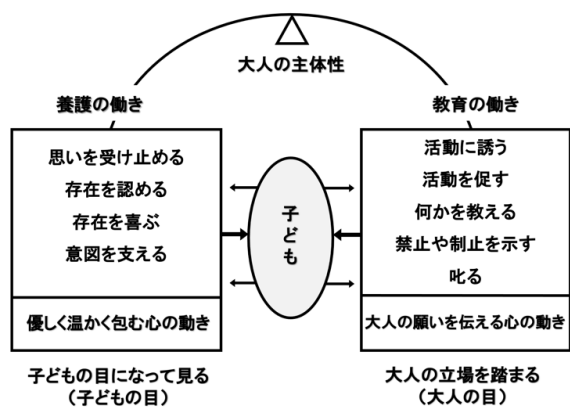 大人の主体性
養護の働き
教育の働き
思いを受け止める
存在を認める
存在を喜ぶ
意図を支える
優しく温かく包む心の動き
子どもの目になって見る
（子どもの目）
子ども
活動に誘う
活動を促す
何かを教える
禁止や制止を示す
叱る
大人の願いを伝える心の動き
大人の立場を踏まる
（大人の目）